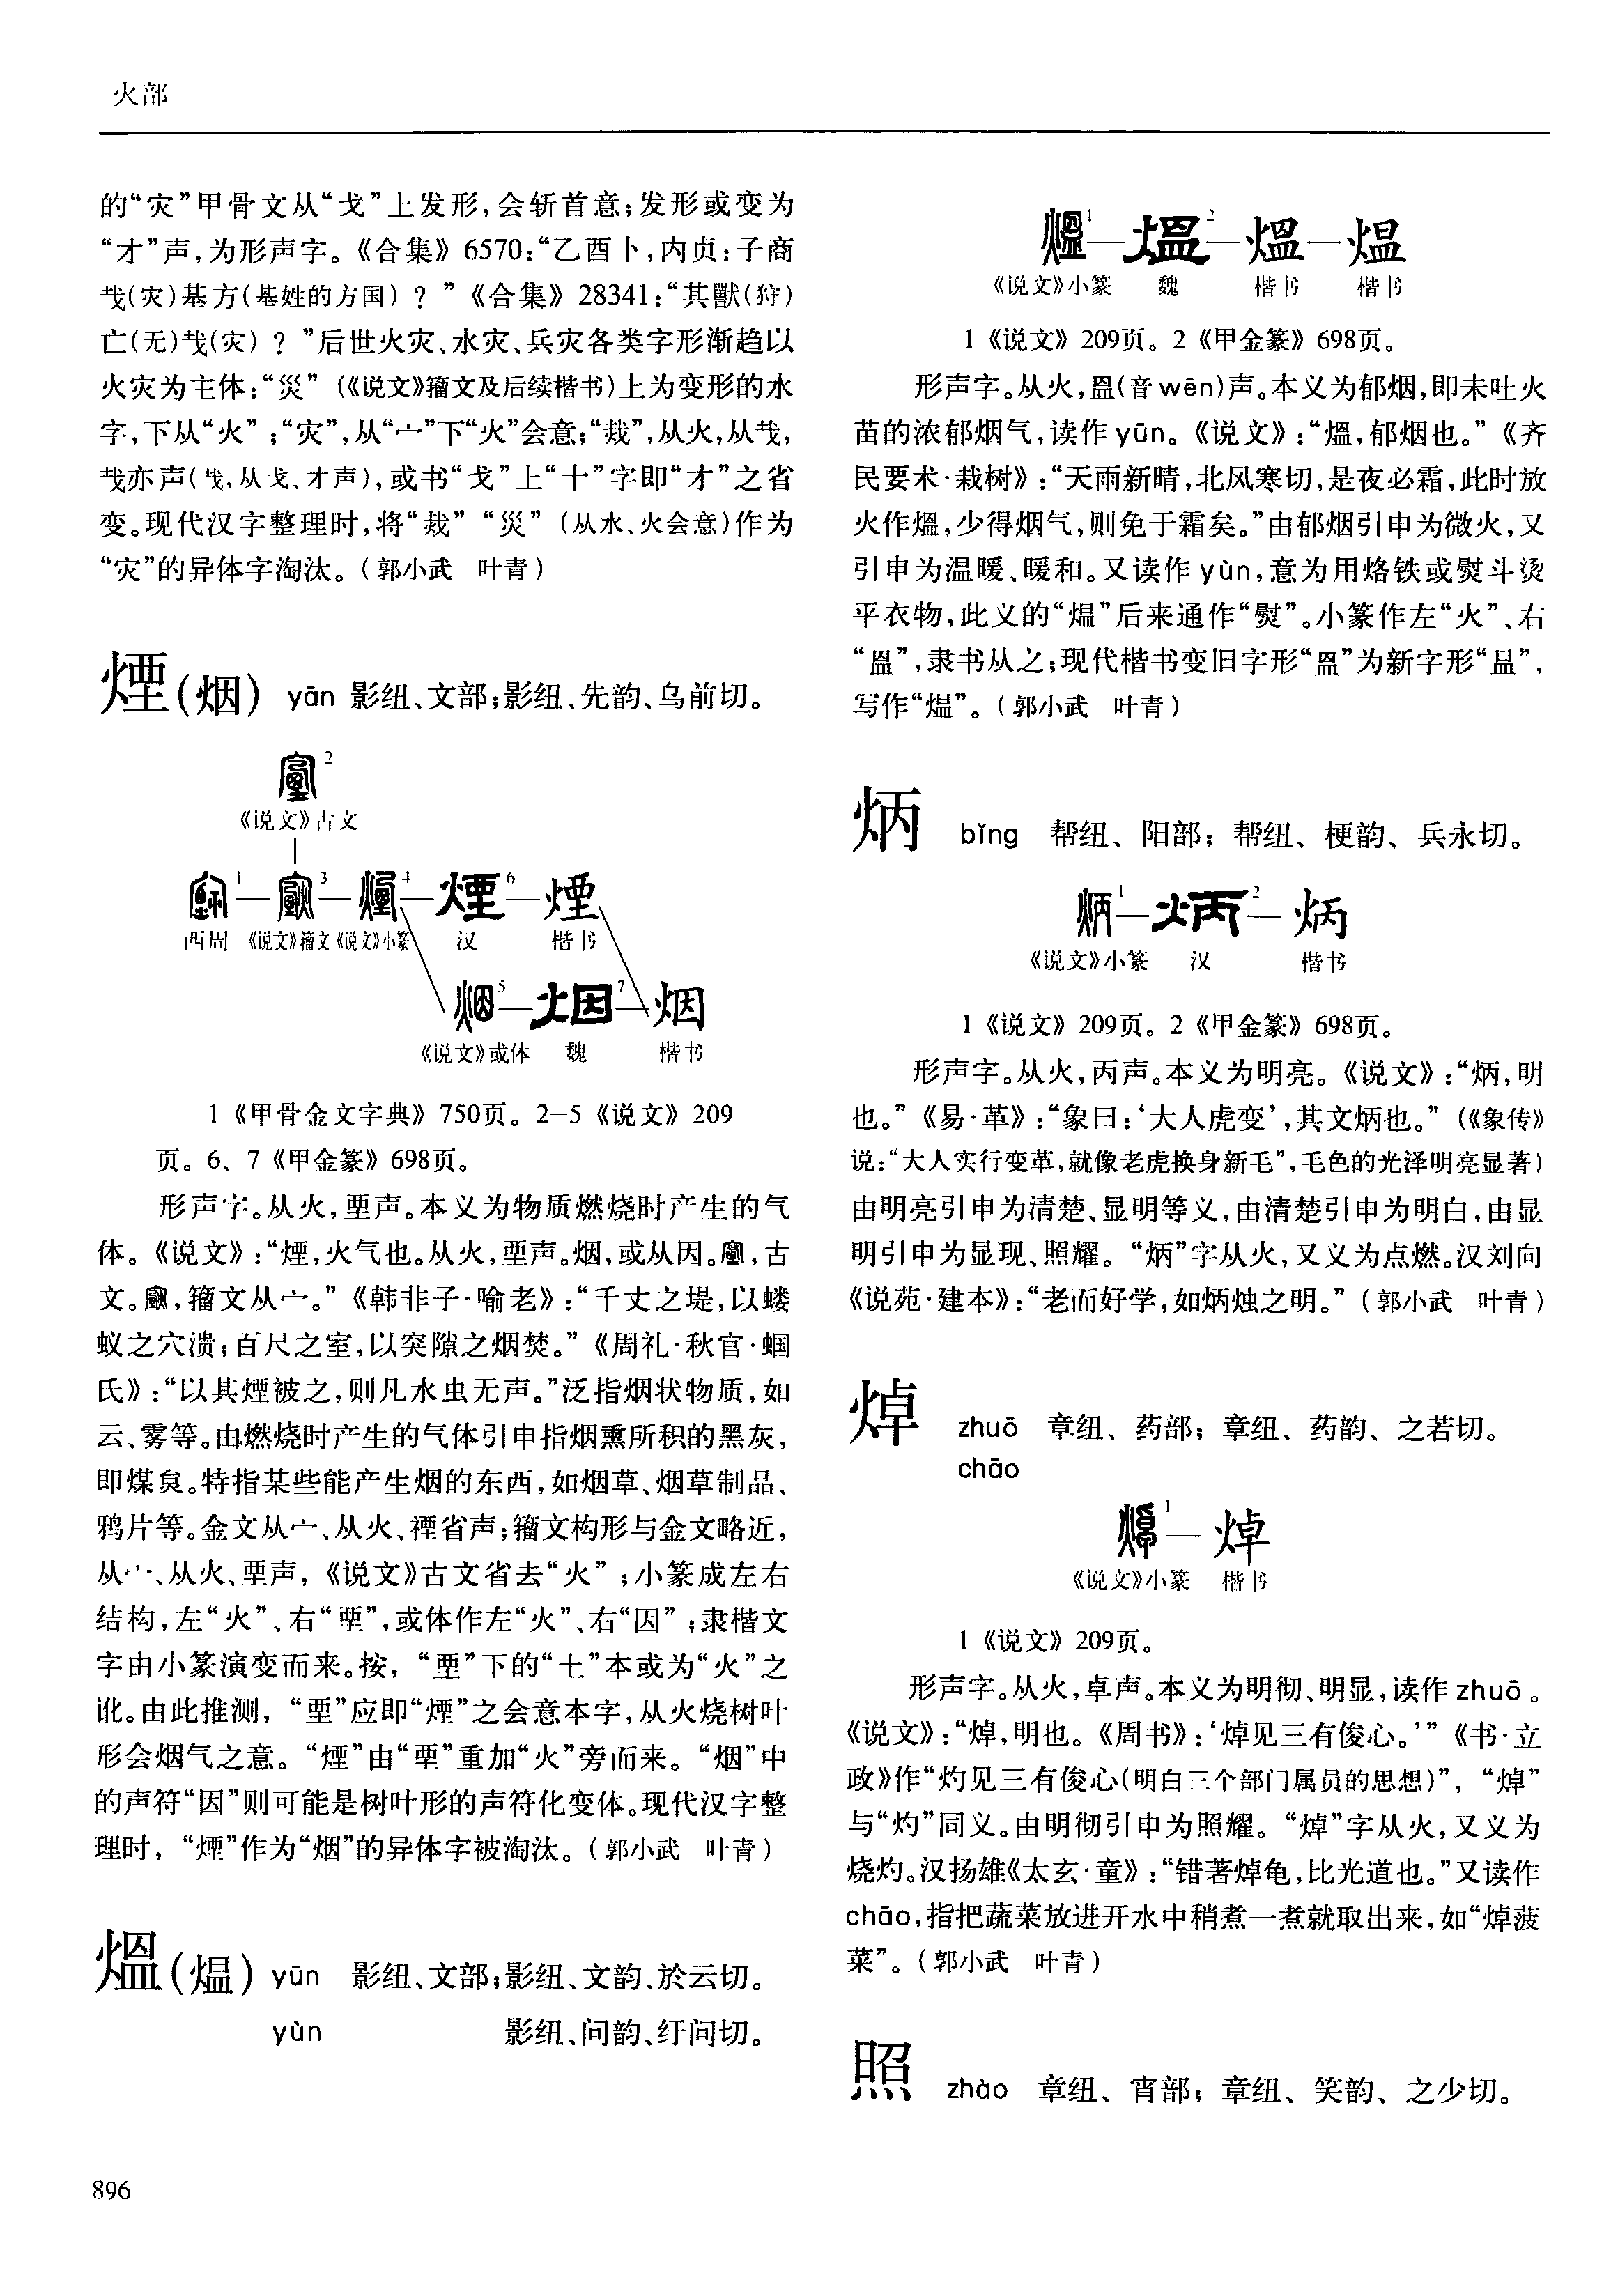 火部
的“灾”甲骨文从“戈”上发形,会斩首意;发形或变为
“才”声,为形声字。《合集》6570:“乙酉卜,内贞:子商
𢦏(灾)基方(基姓的方国)?”《合集》28341:“其獸(狩)
亡(无)𢦏(灾)?”后世火灾、水灾、兵灾各类字形渐趋以
火灾为主体:“災”(《说文》籀文及后续楷书)上为变形的水
字,下从“火”;“灾”,从“宀”下“火”会意;“烖”,从火,从𢦏,
𢦏亦声(𢦏,从戈、才声),或书“戈”上“十”字即“才”之省
变。现代汉字整理时,将“烖”“災”(从水、火会意)作为
“灾”的异体字淘汰。(郭小武 叶青)
煙(烟) yān 影纽、文部;影纽、先韵、乌前切。
2
《说文》古文
1 3 4 煙6 煙
西周 《说文》籀文 《说文》小篆 汉 楷书
烟5 烟7 烟
《说文》或体 魏 楷书
1《甲骨金文字典》750页。2-5《说文》209
页。6、7《甲金篆》698页。
形声字。从火,垔声。本义为物质燃烧时产生的气
体。《说文》:“煙,火气也。从火,垔声。烟,或从因。𡨾,古
文。𤐫,籀文从宀。”《韩非子·喻老》:“千丈之堤,以蝼
蚁之穴溃;百尺之室,以突隙之烟焚。”《周礼·秋官·蝈
氏》:“以其煙被之,则凡水虫无声。”泛指烟状物质,如
云、雾等。由燃烧时产生的气体引申指烟熏所积的黑灰,
即煤炱。特指某些能产生烟的东西,如烟草、烟草制品、
鸦片等。金文从宀、从火、禋省声;籀文构形与金文略近,
从宀、从火、垔声,《说文》古文省去“火”;小篆成左右
结构,左“火”、右“垔”,或体作左“火”、右“因”;隶楷文
字由小篆演变而来。按,“垔”下的“土”本或为“火”之
讹。由此推测,“垔”应即“煙”之会意本字,从火烧树叶
形会烟气之意。“煙”由“垔”重加“火”旁而来。“烟”中
的声符“因”则可能是树叶形的声符化变体。现代汉字整
理时,“煙”作为“烟”的异体字被淘汰。(郭小武 叶青)
熅(煴) yūn 影纽、文部;影纽、文韵、於云切。
yùn 影纽、问韵、纡问切。
熅1—熅2—熅—煴
《说文》小篆 魏 楷书 楷书
1《说文》209页。2《甲金篆》698页。
形声字。从火,𥁕(音wēn)声。本义为郁烟,即未吐火
苗的浓郁烟气,读作yūn。《说文》:“熅,郁烟也。”《齐
民要术·栽树》:“天雨新晴,北风寒切,是夜必霜,此时放
火作熅,少得烟气,则免于霜矣。”由郁烟引申为微火,又
引申为温暖、暖和。又读作yùn,意为用烙铁或熨斗烫
平衣物,此义的“煴”后来通作“熨”。小篆作左“火”、右
“𥁕”,隶书从之;现代楷书变旧字形“𥁕”为新字形“昷”,
写作“煴”。(郭小武 叶青)
炳 bǐng 帮纽、阳部;帮纽、梗韵、兵永切。
炳1—炳2—炳
《说文》小篆 汉 楷书
1《说文》209页。2《甲金篆》698页。
形声字。从火,丙声。本义为明亮。《说文》:“炳,明
也。”《易·革》:“象曰:‘大人虎变’,其文炳也。”(《象传》
说:“大人实行变革,就像老虎换身新毛”,毛色的光泽明亮显著)
由明亮引申为清楚、显明等义,由清楚引申为明白,由显
明引申为显现、照耀。“炳”字从火,又义为点燃。汉刘向
《说苑·建本》:“老而好学,如炳烛之明。”(郭小武 叶青)
焯 zhuō 章纽、药部;章纽、药韵、之若切。
chāo
焯1—焯
《说文》小篆 楷书
1《说文》209页。
形声字。从火,卓声。本义为明彻、明显,读作zhuō。
《说文》:“焯,明也。《周书》:‘焯见三有俊心。’”《书·立
政》作“灼见三有俊心(明白三个部门属员的思想)”,“焯”
与“灼”同义。由明彻引申为照耀。“焯”字从火,又义为
烧灼。汉扬雄《太玄·童》:“错著焯龟,比光道也。”又读作
chāo,指把蔬菜放进开水中稍煮一煮就取出来,如“焯菠
菜”。(郭小武 叶青)
照 zhào 章纽、宵部;章纽、笑韵、之少切。
896